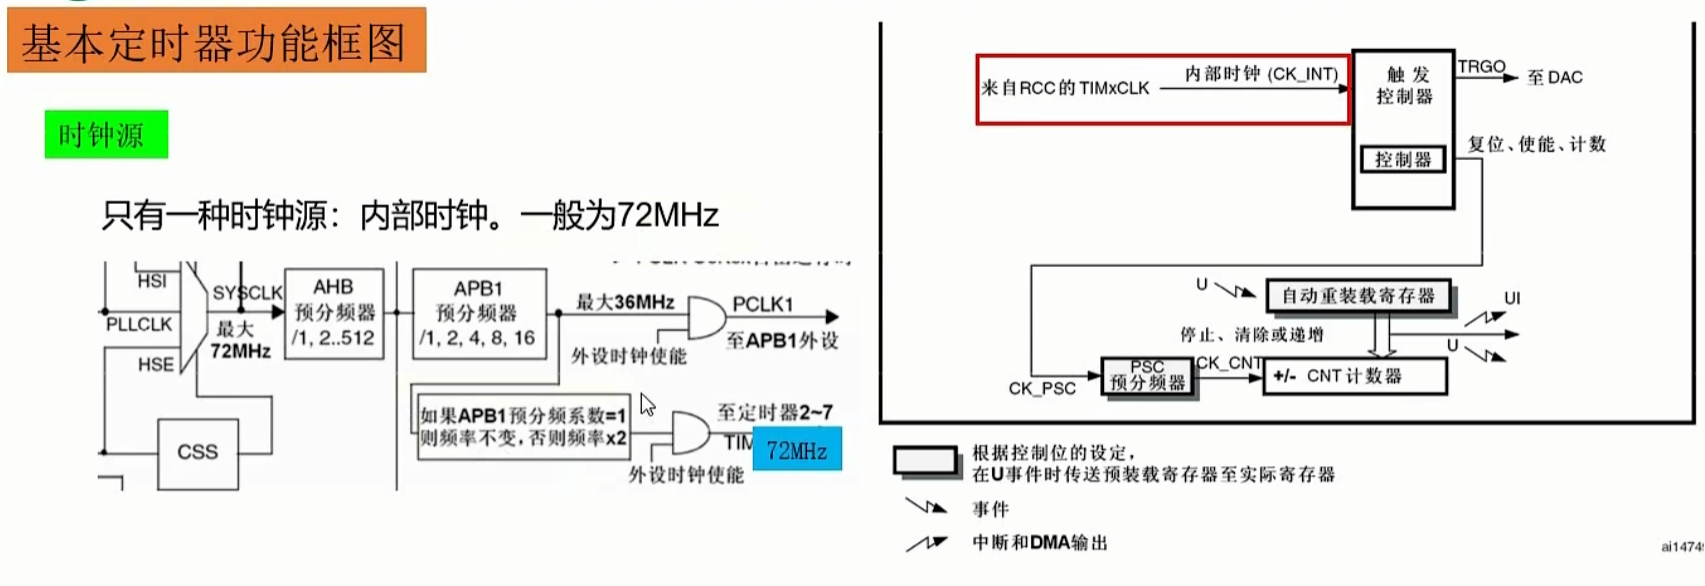 基本定时器功能框图
时钟源
只有一种时钟源：内部时钟。一般为72MHz
HSI
PLLCLK
HSE
SYSCLK
最大
72MHz
AHB
预分频器
/1, 2..512
APB1
预分频器
/1, 2, 4, 8, 16
最大36MHz
PCLK1
至APB1外设
外设时钟使能
如果APB1预分频系数=1
则频率不变，否则频率x2
至定时器2~7
TIM
72MHz
外设时钟使能
CSS
来自RCC的TIMxCLK
内部时钟 (CK_INT)
触发
控制器
控制器
TRGO
至DAC
复位、使能、计数
U
自动重装载寄存器
UI
停止、清除或递增
U
CK_PSC
PSC
预分频器
CK_CNT
+/- CNT 计数器
根据控制位的设定，
在U事件时传送预装载寄存器至实际寄存器
事件
中断和DMA输出